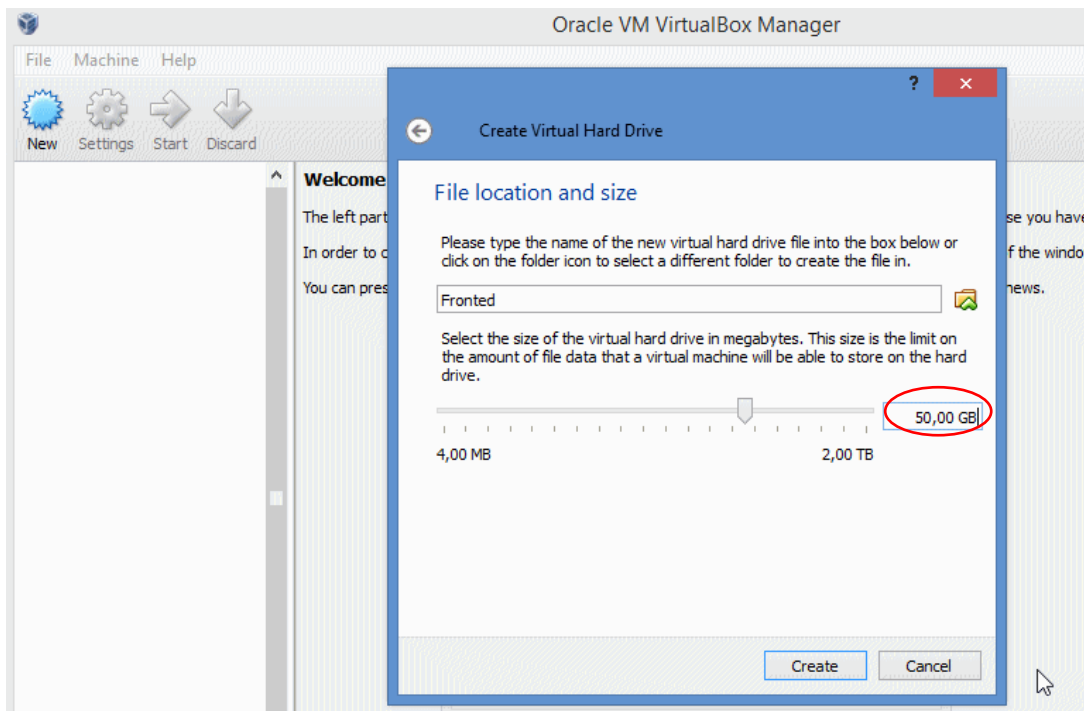 Oracle VM VirtualBox Manager
File Machine Help
New Settings Start Discard
? ×
Create Virtual Hard Drive
Welcome
The left part
se you have
In order to c
f the windo
You can pres
news.
File location and size
Please type the name of the new virtual hard drive file into the box below or
click on the folder icon to select a different folder to create the file in.
Fronted
Select the size of the virtual hard drive in megabytes. This size is the limit on
the amount of file data that a virtual machine will be able to store on the hard
drive.
50,00 GB
4,00 MB 2,00 TB
Create Cancel